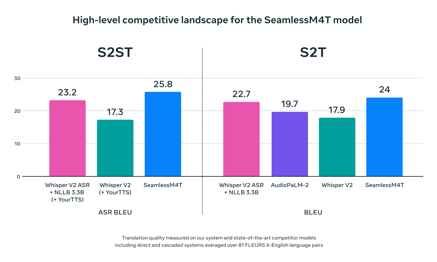 High-level competitive landscape for the SeamlessM4T model
S2ST
S2T
30
20
10
0
23.2
17.3
25.8
22.7
19.7
17.9
24
Whisper V2 ASR
+ NLLB 3.3B
(+ YourTTS)
Whisper V2
(+ YourTTS)
SeamlessM4T
Whisper V2 ASR
+ NLLB 3.3B
AudioPaLM-2
Whisper V2
SeamlessM4T
ASR BLEU
BLEU
Translation quality measured on our system and state-of-the-art competitor models
including direct and cascaded systems averaged over 81 FLEURS X-English language pairs